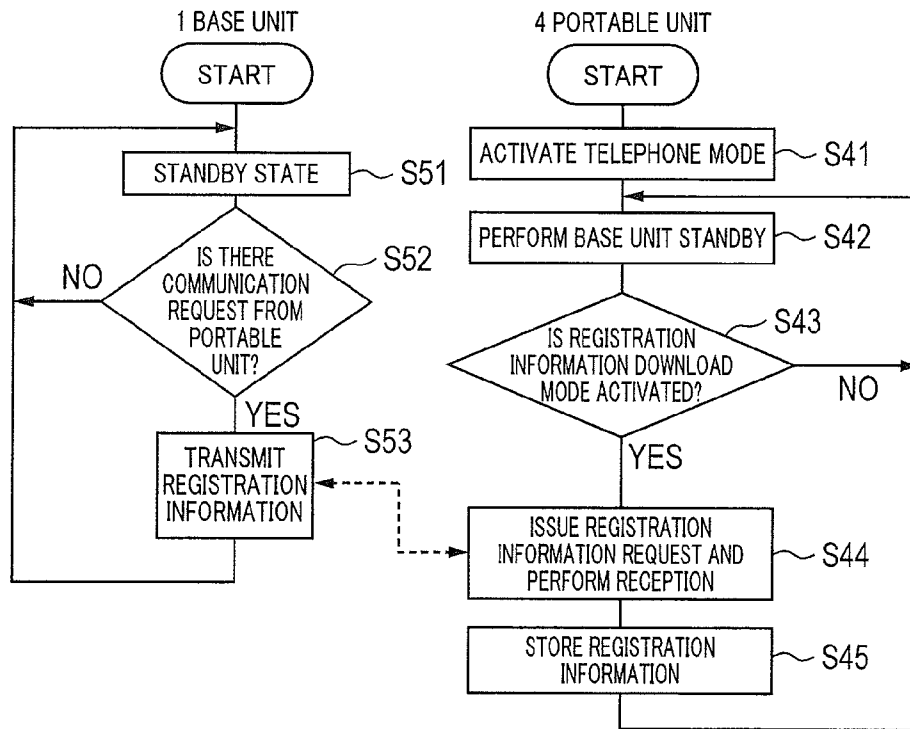 1 BASE UNIT
START
STANDBY STATE
S51
IS THERE
COMMUNICATION
REQUEST FROM
PORTABLE
UNIT?
S52
NO
YES
TRANSMIT
REGISTRATION
INFORMATION
S53
4 PORTABLE UNIT
START
ACTIVATE TELEPHONE MODE
S41
PERFORM BASE UNIT STANDBY
S42
IS REGISTRATION
INFORMATION DOWNLOAD
MODE ACTIVATED?
S43
NO
YES
ISSUE REGISTRATION
INFORMATION REQUEST AND
PERFORM RECEPTION
S44
STORE REGISTRATION
INFORMATION
S45